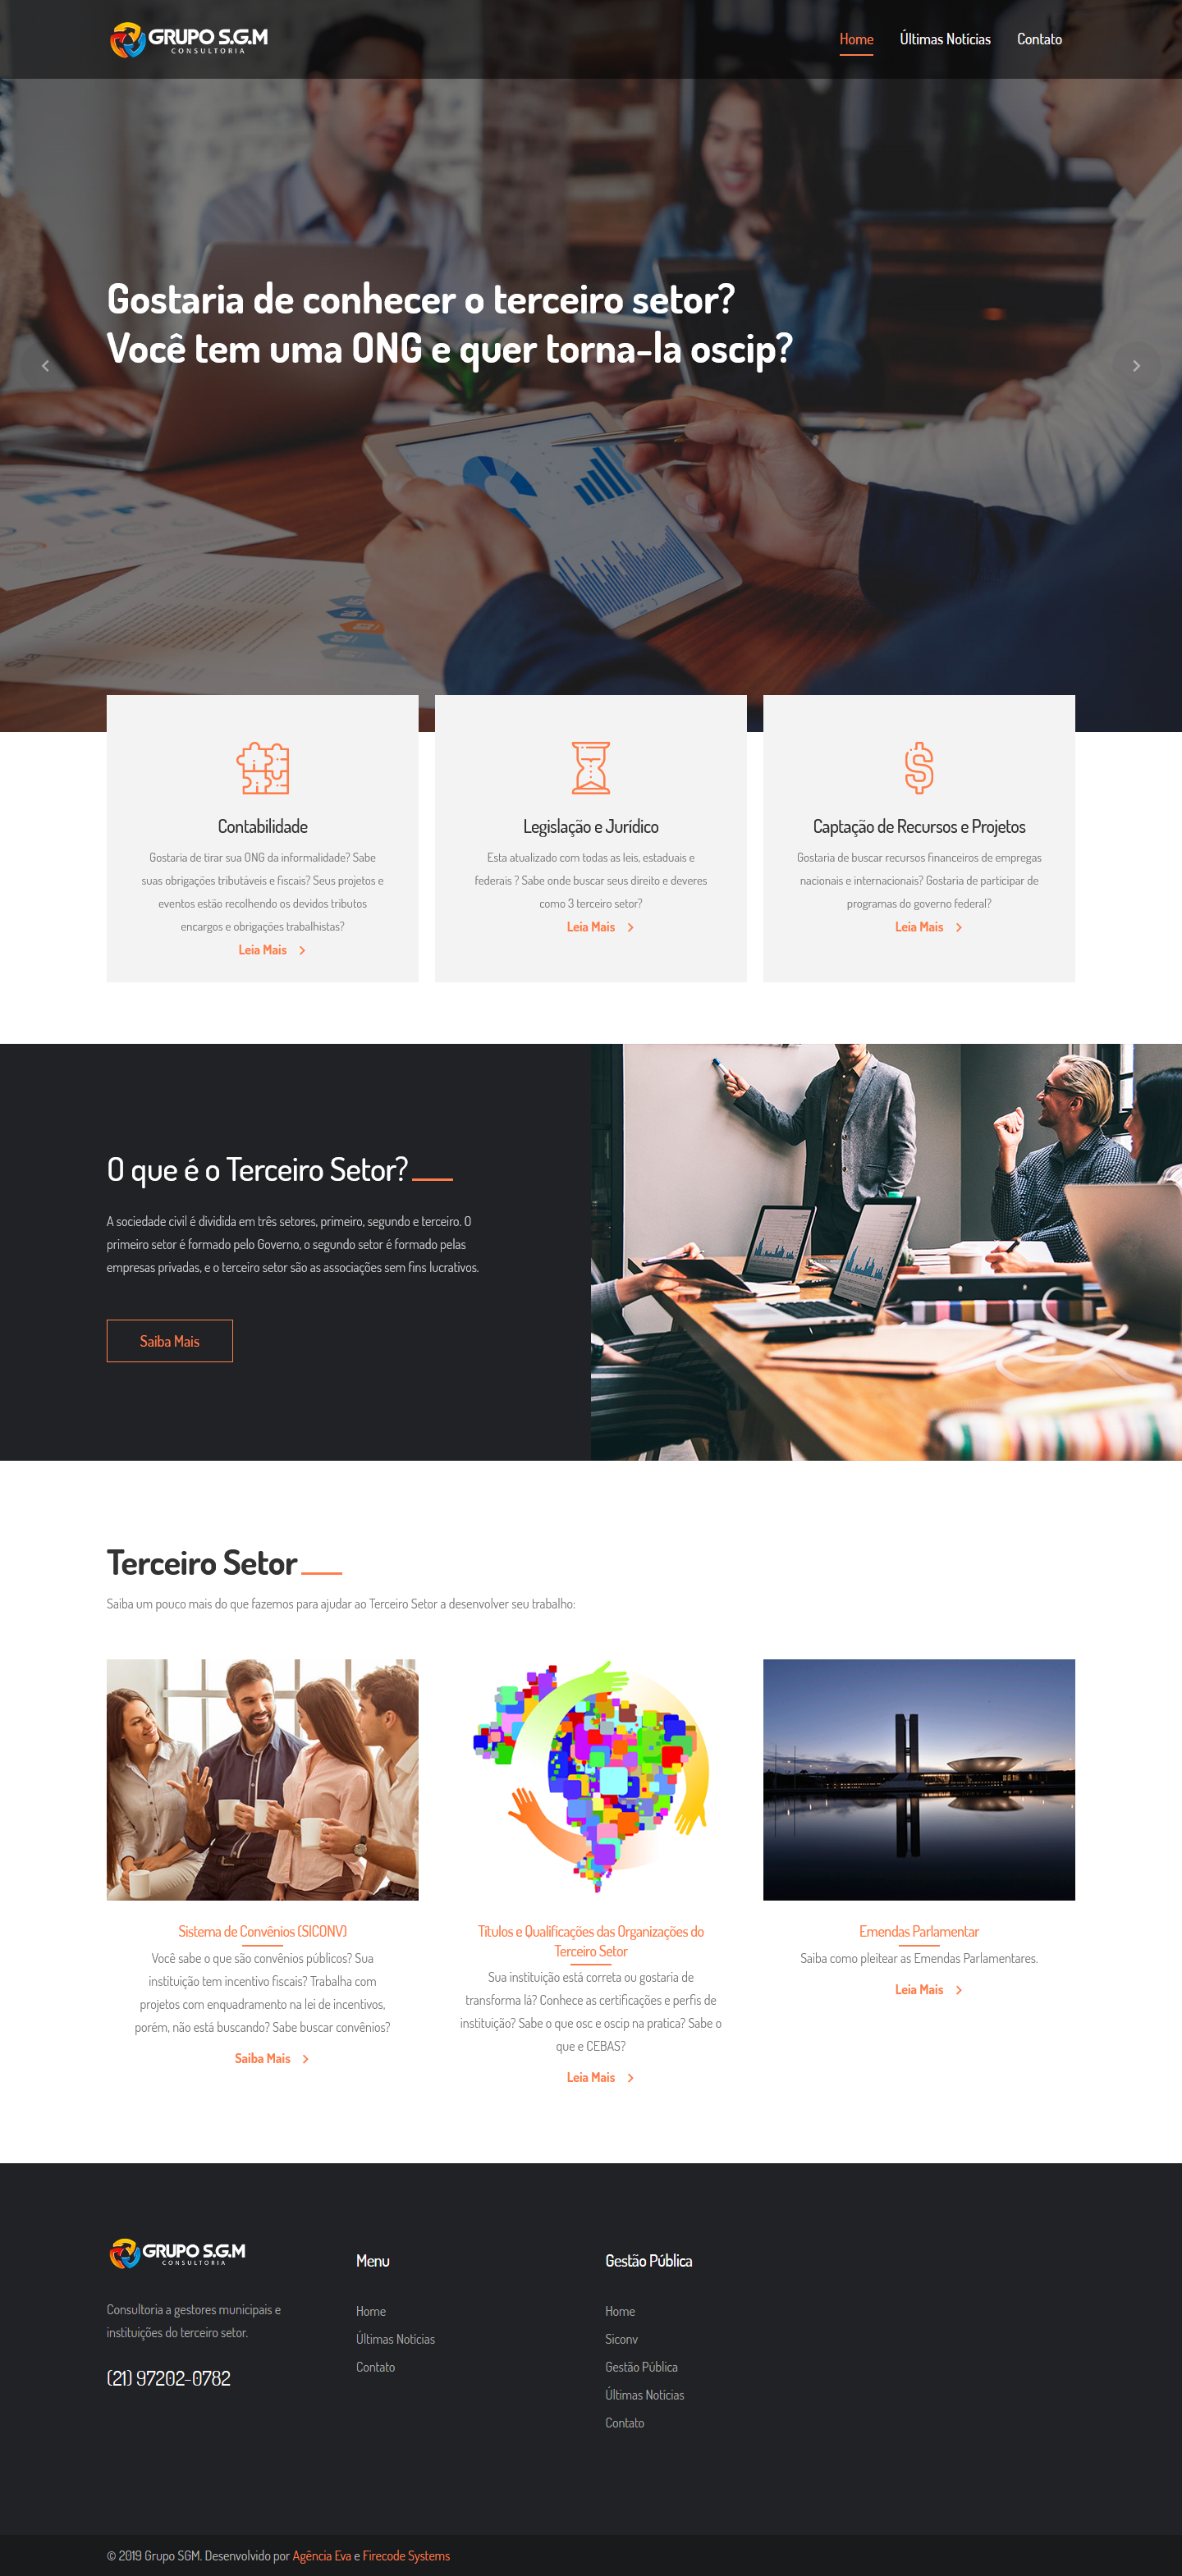 GRUPO S.G.M
CONSULTORIA
Home
Últimas Notícias
Contato
Gostaria de conhecer o terceiro setor?
Você tem uma ONG e quer torna-la oscip?
Contabilidade
Gostaria de tirar sua ONG da informalidade? Sabe
suas obrigações tributáveis e fiscais? Seus projetos e
eventos estão recolhendo os devidos tributos
encargos e obrigações trabalhistas?
Leia Mais
Legislação e Jurídico
Esta atualizado com todas as leis, estaduais e
federais ? Sabe onde buscar seus direito e deveres
como 3 terceiro setor?
Leia Mais
Captação de Recursos e Projetos
Gostaria de buscar recursos financeiros de empregas
nacionais e internacionais? Gostaria de participar de
programas do governo federal?
Leia Mais
O que é o Terceiro Setor?
A sociedade civil é dividida em três setores, primeiro, segundo e terceiro. O
primeiro setor é formado pelo Governo, o segundo setor é formado pelas
empresas privadas, e o terceiro setor são as associações sem fins lucrativos.
Saiba Mais
Terceiro Setor
Saiba um pouco mais do que fazemos para ajudar ao Terceiro Setor a desenvolver seu trabalho:
Sistema de Convênios (SICONV)
Você sabe o que são convênios públicos? Sua
instituição tem incentivo fiscais? Trabalha com
projetos com enquadramento na lei de incentivos,
porém, não está buscando? Sabe buscar convênios?
Saiba Mais
Títulos e Qualificações das Organizações do
Terceiro Setor
Sua instituição está correta ou gostaria de
transforma lá? Conhece as certificações e perfis de
instituição? Sabe o que osc e oscip na pratica? Sabe o
que e CEBAS?
Leia Mais
Emendas Parlamentar
Saiba como pleitear as Emendas Parlamentares.
Leia Mais
GRUPO S.G.M
CONSULTORIA
Consultoria a gestores municipais e
instituições do terceiro setor.
(21) 97202-0782
Menu
Home
Últimas Notícias
Contato
Gestão Pública
Home
Siconv
Gestão Pública
Últimas Notícias
Contato
© 2019 Grupo SGM. Desenvolvido por Agência Eva e Firecode Systems